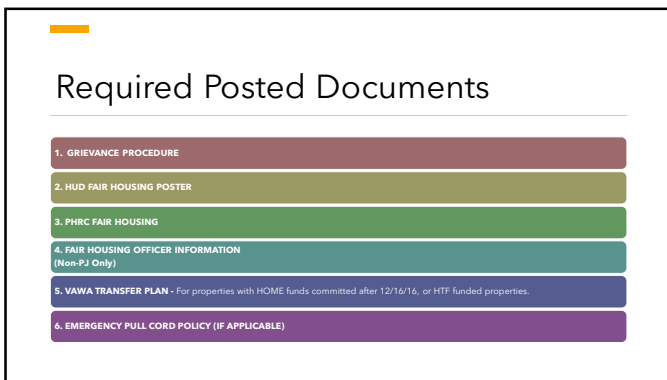 Required Posted Documents
1. GRIEVANCE PROCEDURE
2. HUD FAIR HOUSING POSTER
3. PHRC FAIR HOUSING
4. FAIR HOUSING OFFICER INFORMATION
(Non-PJ Only)
5. VAWA TRANSFER PLAN - For properties with HOME funds committed after 12/16/16, or HTF funded properties.
6. EMERGENCY PULL CORD POLICY (IF APPLICABLE)